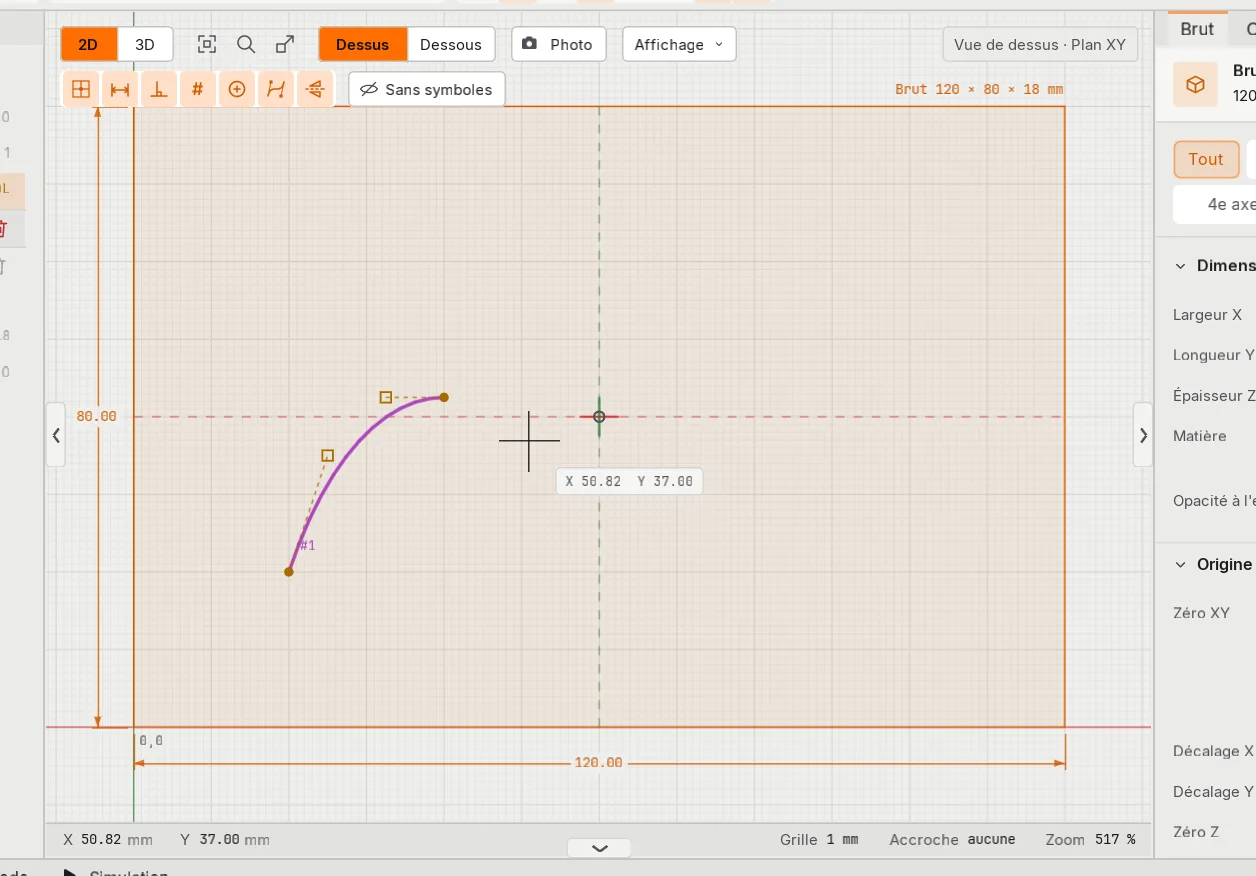 2D 3D Dessus Dessous Photo Affichage Vue de dessus · Plan XY
# Sans symboles
Brut 120 × 80 × 18 mm
80.00
#1
X 50.82 Y 37.00
0,0
120.00
X 50.82 mm Y 37.00 mm Grille 1 mm Accroche aucune Zoom 517 %
Simulation
Brut
Bru
120
Tout
4e axe
Dimens
Largeur X
Longueur Y
Épaisseur Z
Matière
Opacité à l'e
Origine
Zéro XY
Décalage X
Décalage Y
Zéro Z